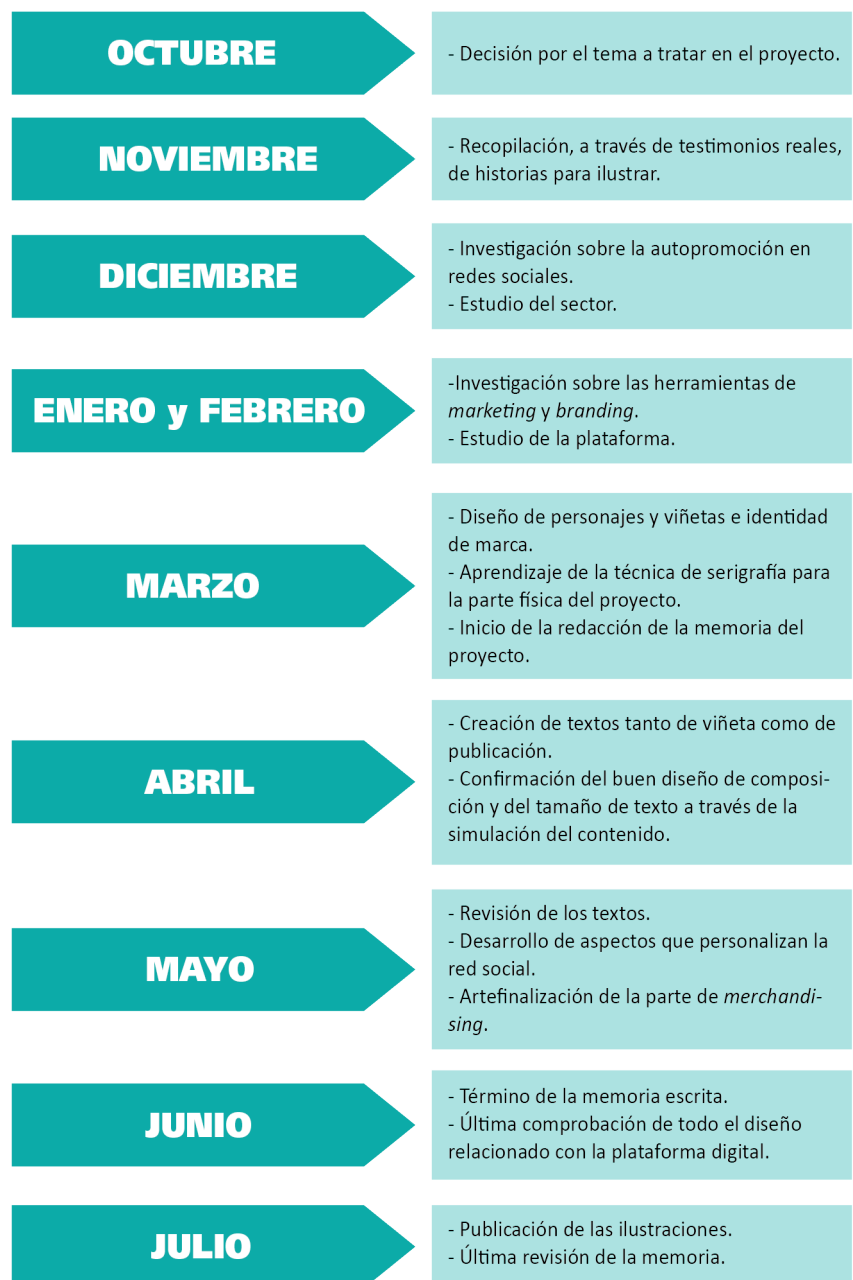 OCTUBRE
- Decisión por el tema a tratar en el proyecto.
NOVIEMBRE
- Recopilación, a través de testimonios reales,
de historias para ilustrar.
DICIEMBRE
- Investigación sobre la autopromoción en
redes sociales.
- Estudio del sector.
ENERO y FEBRERO
-Investigación sobre las herramientas de
marketing y branding.
- Estudio de la plataforma.
MARZO
- Diseño de personajes y viñetas e identidad
de marca.
- Aprendizaje de la técnica de serigrafía para
la parte física del proyecto.
- Inicio de la redacción de la memoria del
proyecto.
ABRIL
- Creación de textos tanto de viñeta como de
publicación.
- Confirmación del buen diseño de composi-
ción y del tamaño de texto a través de la
simulación del contenido.
MAYO
- Revisión de los textos.
- Desarrollo de aspectos que personalizan la
red social.
- Artefinalización de la parte de merchandi-
sing.
JUNIO
- Término de la memoria escrita.
- Última comprobación de todo el diseño
relacionado con la plataforma digital.
JULIO
- Publicación de las ilustraciones.
- Última revisión de la memoria.